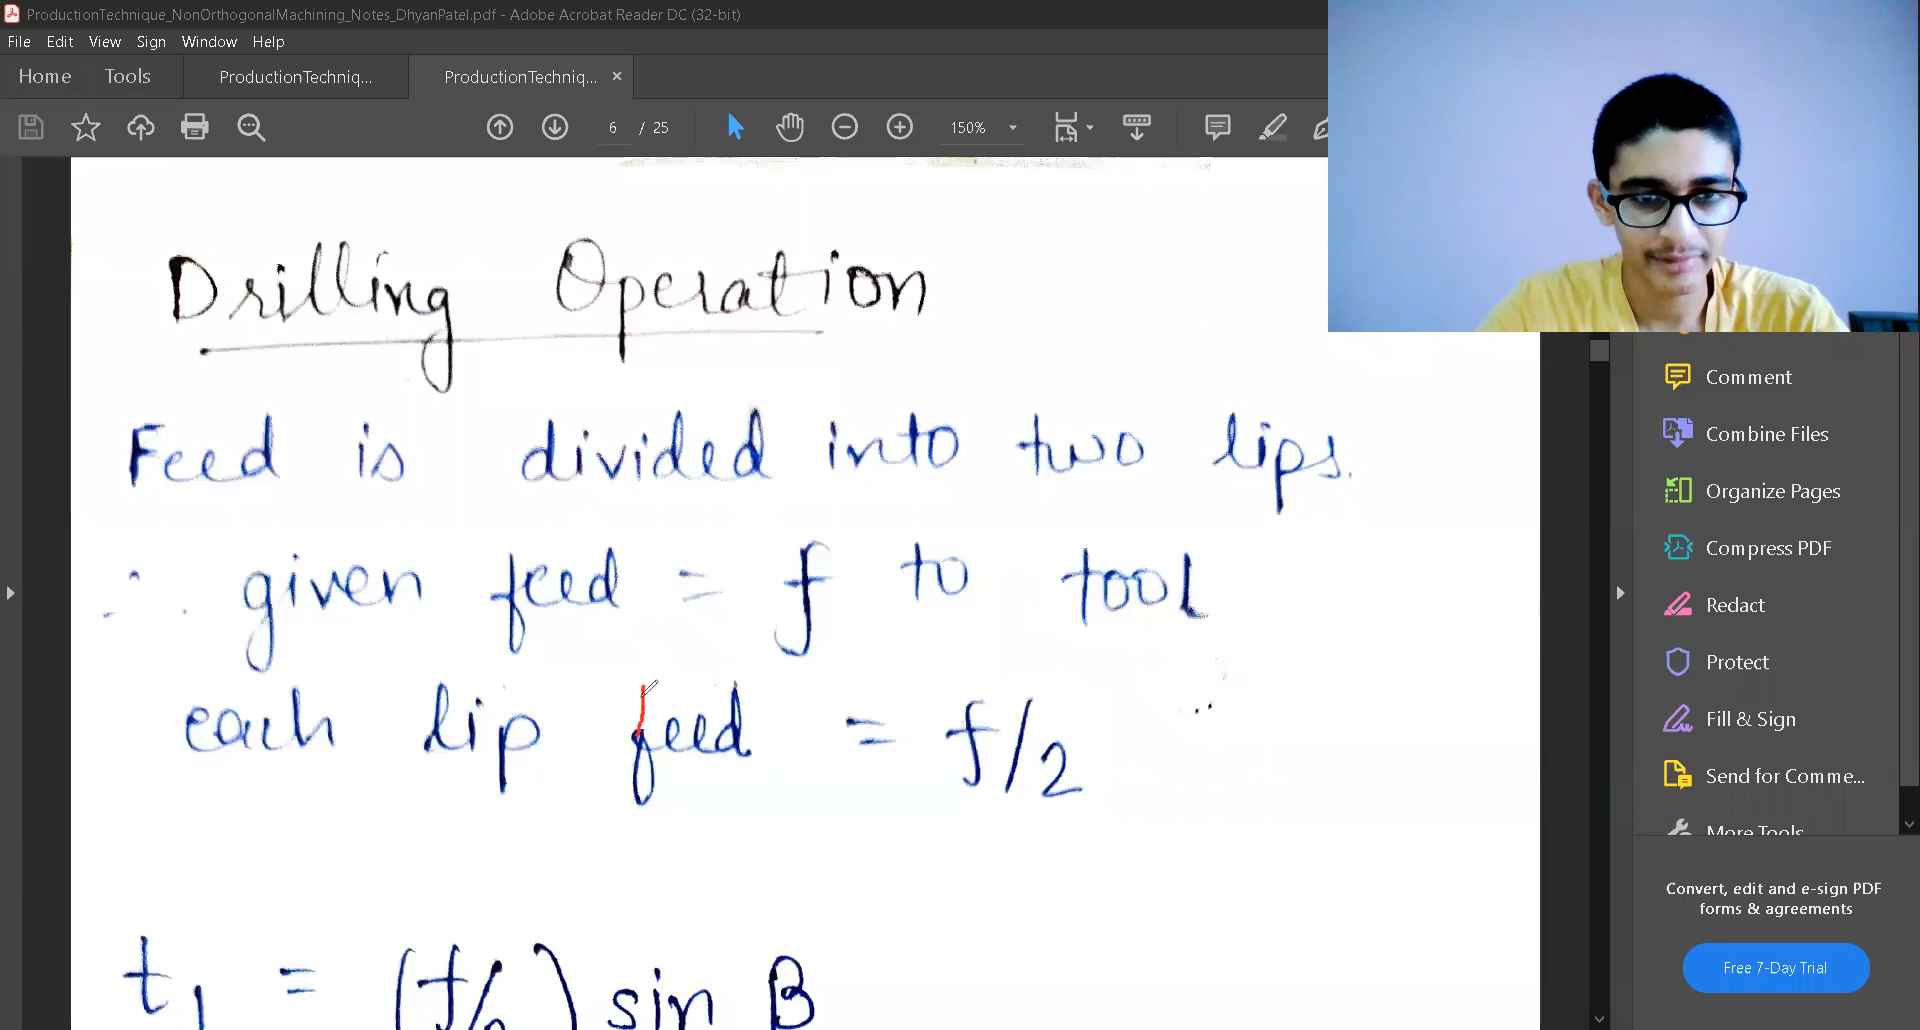 ProductionTechnique_NonOrthogonalMachining_Notes_DhyanPatel.pdf - Adobe Acrobat Reader DC (32-bit)
File Edit View Sign Window Help
Home Tools ProductionTechniq... ProductionTechniq... ×
6 / 25 150%
Drilling Operation
Feed is divided into two lips.
∴ given feed = f to tool
each lip feed = f/2
t1 = (f/2) sin B
Comment
Combine Files
Organize Pages
Compress PDF
Redact
Protect
Fill & Sign
Send for Comme...
More Tools
Convert, edit and e-sign PDF
forms & agreements
Free 7-Day Trial